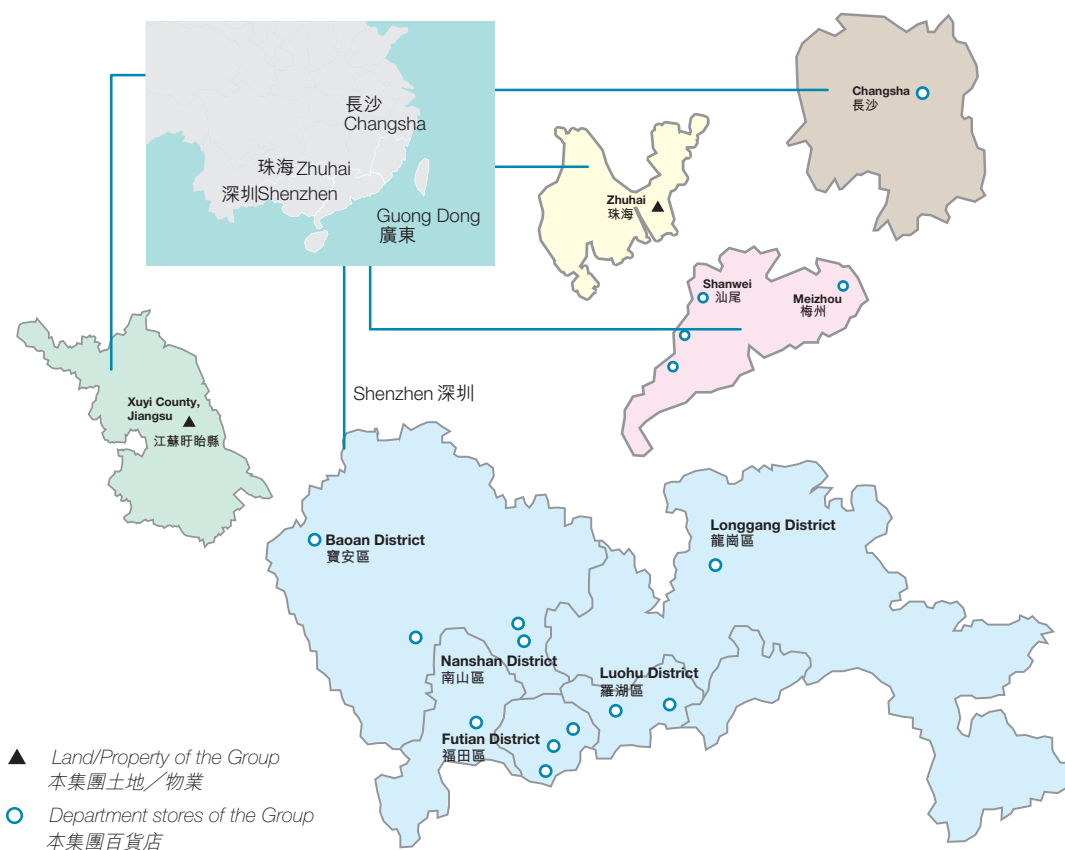 長沙
Changsha
珠海 Zhuhai
深圳Shenzhen
Guong Dong
廣東
Changsha
長沙
Zhuhai
珠海
Shanwei
汕尾
Meizhou
梅州
Xuyi County,
Jiangsu
江蘇盱眙縣
Shenzhen 深圳
Baoan District
寶安區
Longgang District
龍崗區
Nanshan District
南山區
Luohu District
羅湖區
Futian District
福田區
Land/Property of the Group
本集團土地／物業
Department stores of the Group
本集團百貨店